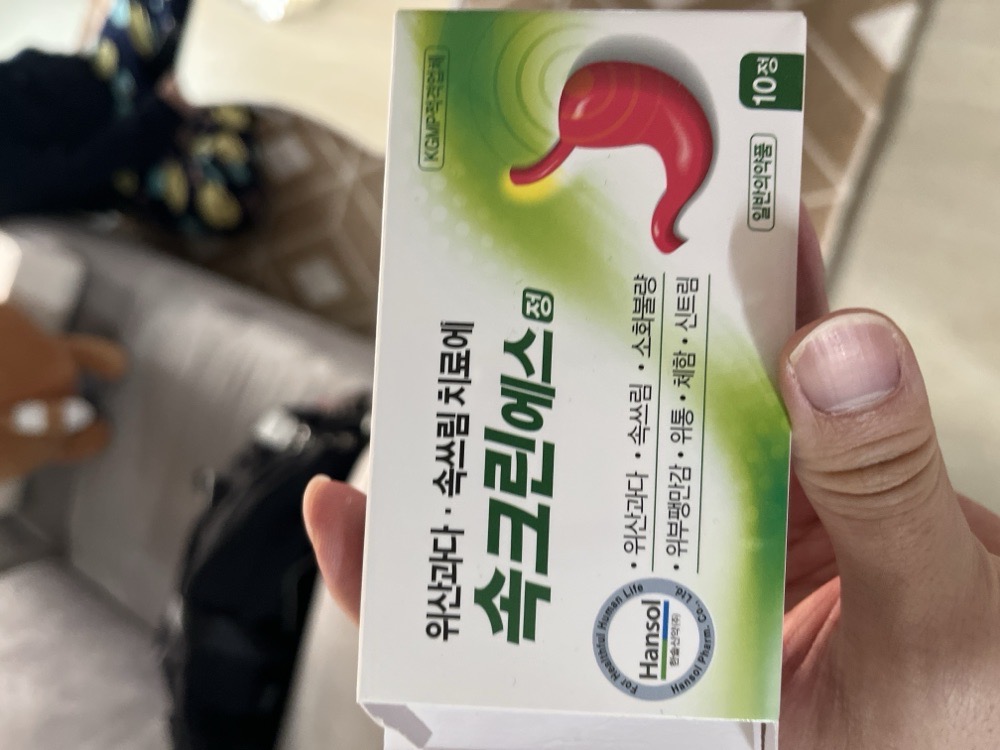 KGMP적격업체
10정
일반의약품
위산과다 · 속쓰림 치료에
속크린에스정
• 위산과다 • 속쓰림 • 소화불량
• 위부팽만감 • 위통 • 체함 • 신트림
For Healthful Human Life
Hansol
한솔신약(주)
Hansol Pharm. Co., Ltd.